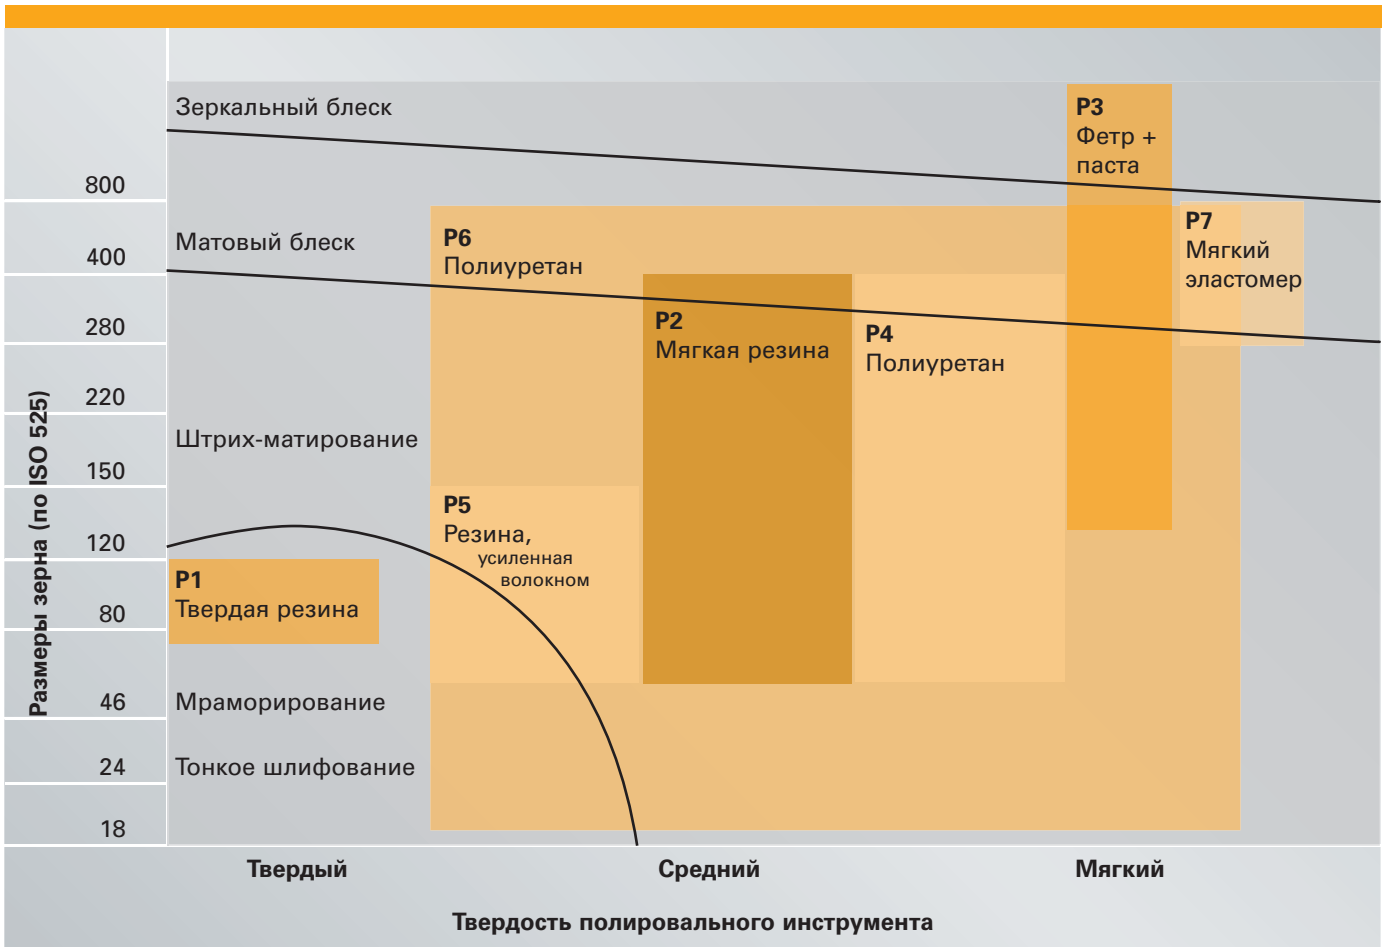 Зеркальный блеск
P3
Фетр +
паста
800
Матовый блеск
P6
Полиуретан
P7
Мягкий
эластомер
400
280
P2
Мягкая резина
P4
Полиуретан
220
Штрих-матирование
150
P5
Резина,
усиленная
волокном
120
P1
Твердая резина
80
46
Мраморирование
24
Тонкое шлифование
18
Размеры зерна (по ISO 525)
Твердый
Средний
Мягкий
Твердость полировального инструмента